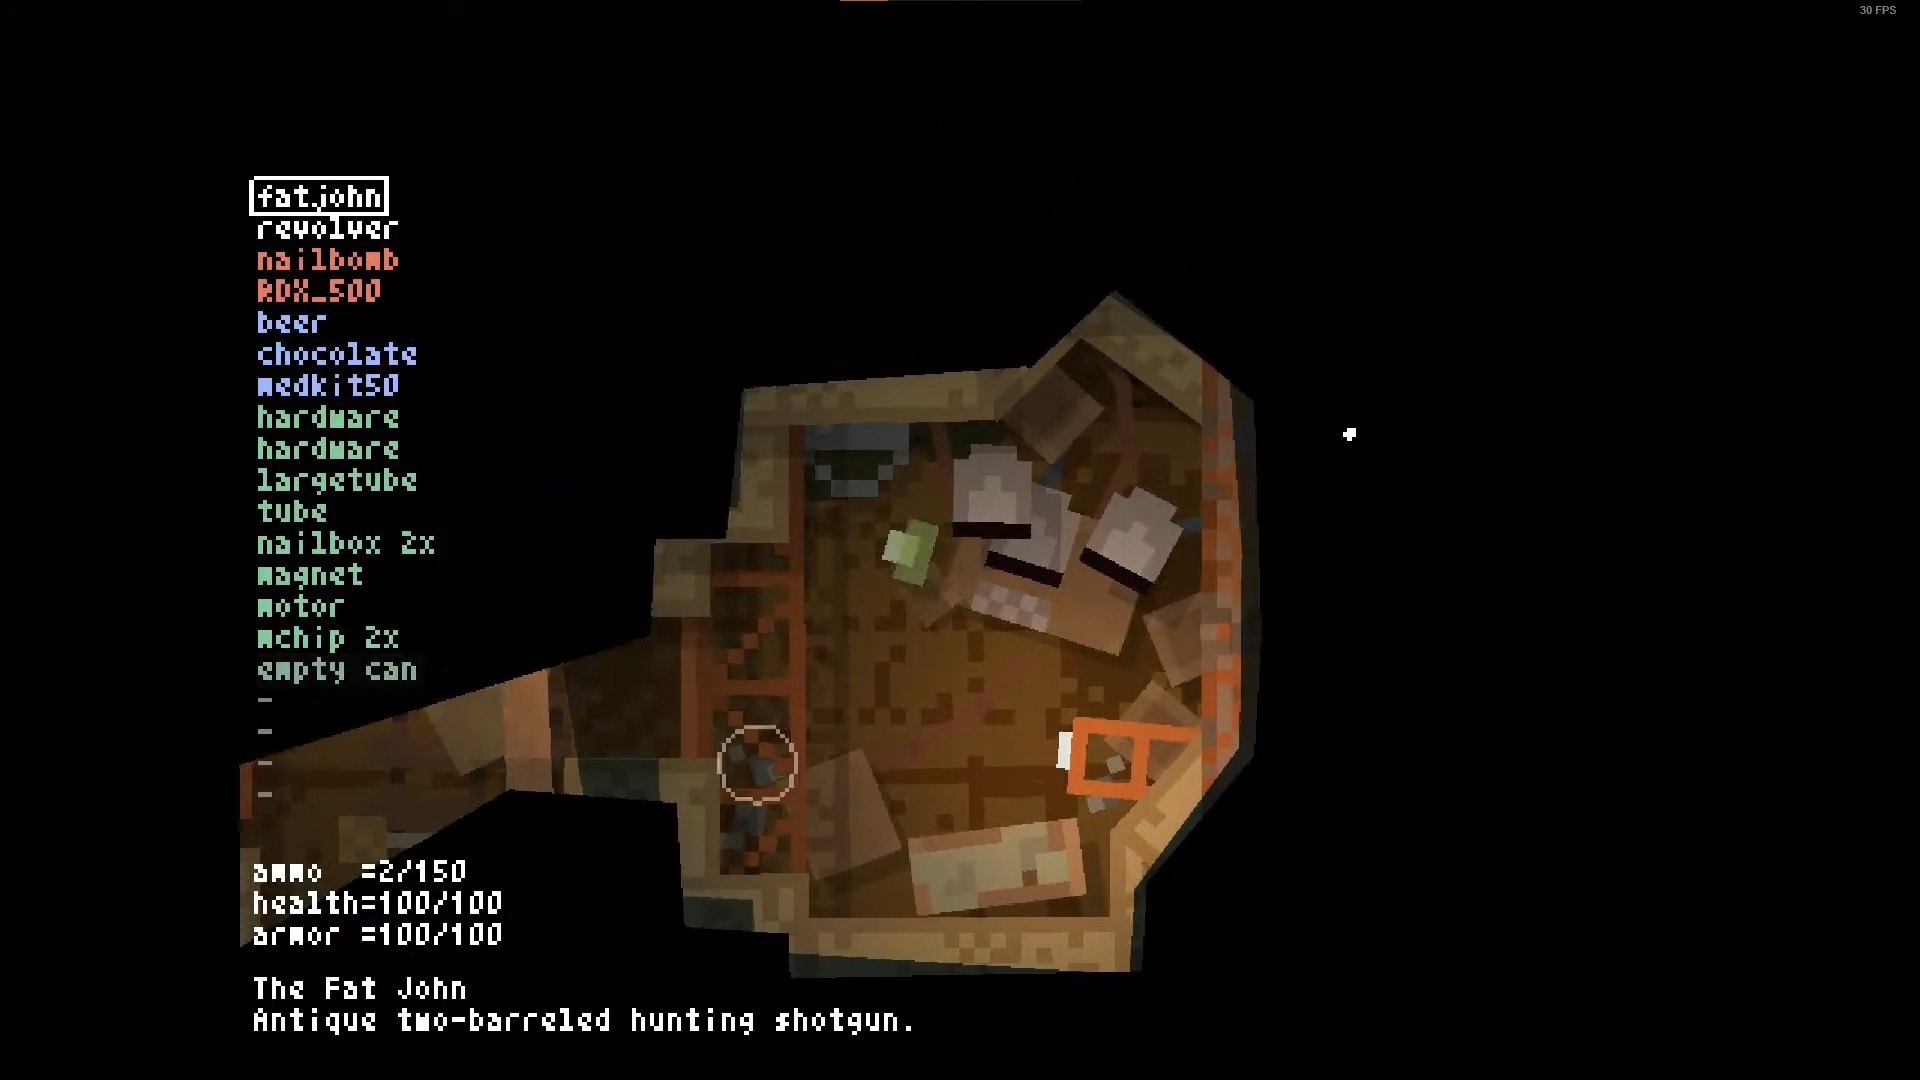 30 FPS
fat.john
revolver
nailbomb
RDX_500
beer
chocolate
medkit50
hardware
hardware
largetube
tube
nailbox 2x
magnet
motor
mchip 2x
empty can
-
-
-
-
ammo =2/150
health=100/100
armor =100/100
The Fat John
Antique two-barreled hunting shotgun.